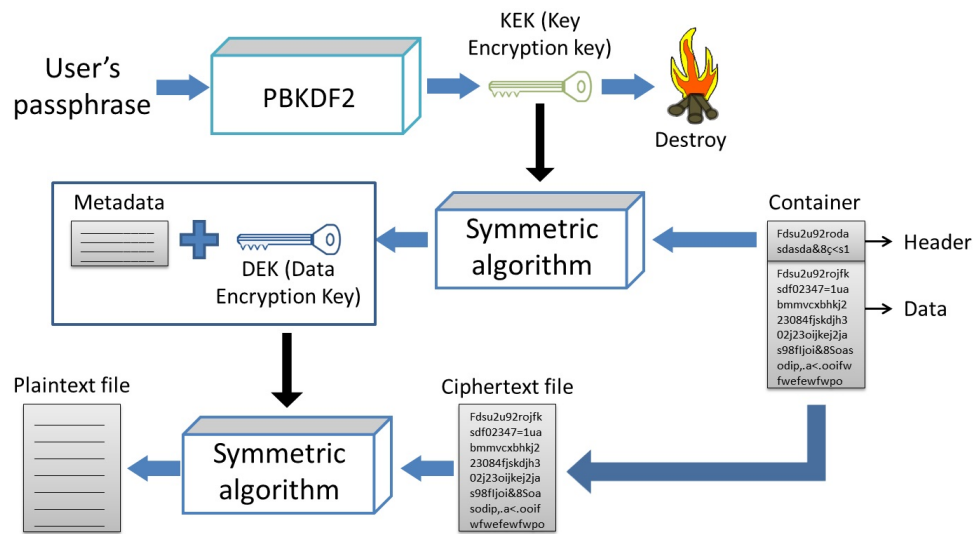 KEK (Key
Encryption key)
User's
passphrase
PBKDF2
Destroy
Metadata
DEK (Data
Encryption Key)
Symmetric
algorithm
Container
Fdsu2u92roda
sdasda&8ç<s1
Header
Fdsu2u92rojfk
sdf02347=1ua
bmmvcxbhkj2
23084fjskdjh3
02j23oijkej2ja
s98fIjoi&8Soas
odip,.a<.ooifw
fwefewfwpo
Data
Plaintext file
Symmetric
algorithm
Ciphertext file
Fdsu2u92rojfk
sdf02347=1ua
bmmvcxbhkj2
23084fjskdjh3
02j23oijkej2ja
s98fIjoi&8Soa
sodip,.a<.ooif
wfwefewfwpo